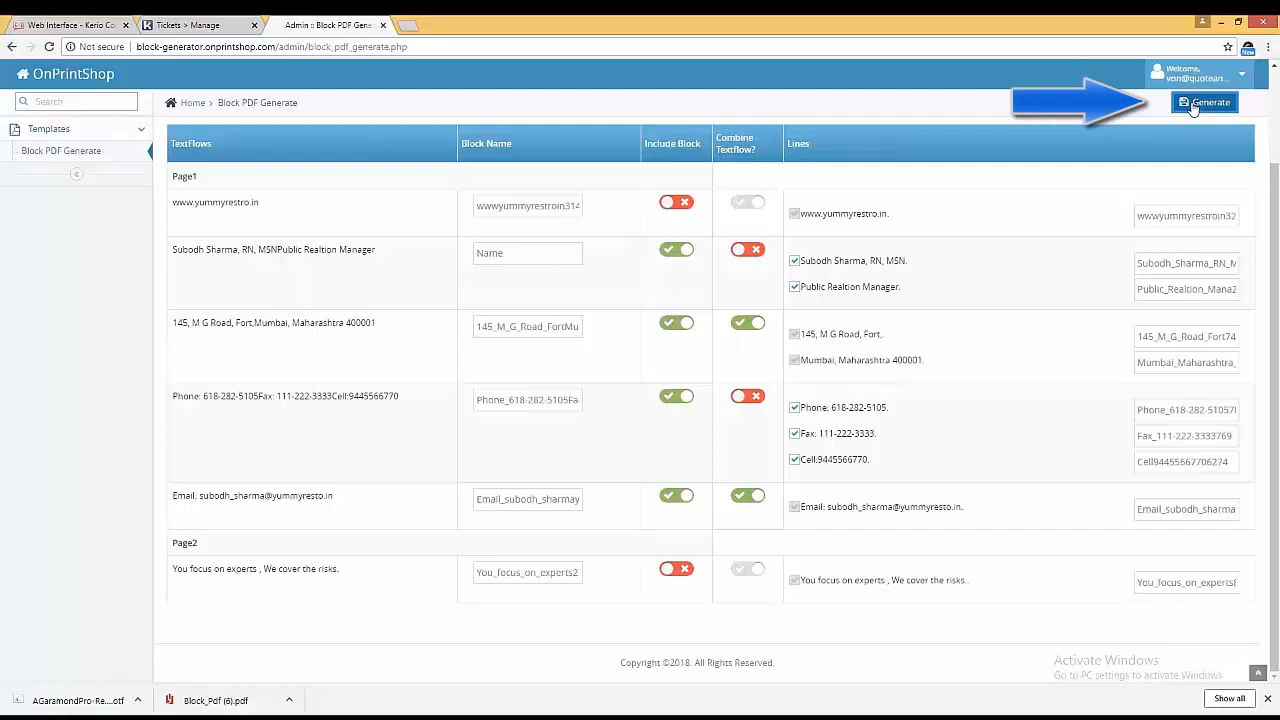 Web Interface - Kerio Co
Tickets > Manage
Admin :: Block PDF Gene
Not secure
block-generator.onprintshop.com/admin/block_pdf_generate.php
New
OnPrintShop
Welcome,
von@quotean...
Search
Home > Block PDF Generate
Generate
Templates
Block PDF Generate
TextFlows
Block Name
Include Block
Combine Textflow?
Lines
Page1
www.yummyrestro.in
wwwyummyrestroin314
www.yummyrestro.in.
wwwyummyrestroin32
Subodh Sharma, RN, MSNPublic Realtion Manager
Name
Subodh Sharma, RN, MSN.
Subodh_Sharma_RN_M
Public Realtion Manager.
Public_Realtion_Mana2
145, M G Road, Fort,Mumbai, Maharashtra 400001
145_M_G_Road_FortMu
145, M G Road, Fort,.
145_M_G_Road_Fort74
Mumbai, Maharashtra 400001.
Mumbai_Maharashtra_
Phone: 618-282-5105Fax: 111-222-3333Cell:9445566770
Phone_618-282-5105Fa
Phone: 618-282-5105.
Phone_618-282-5105
Fax: 111-222-3333.
Fax_111-222-3333769
Cell:9445566770.
Cell94455667706274
Email: subodh_sharma@yummyresto.in
Email_subodh_sharmay
Email: subodh_sharma@yummyresto.in.
Email_subodh_sharma
Page2
You focus on experts , We cover the risks.
You_focus_on_experts2
You focus on experts , We cover the risks..
You_focus_on_experts
Copyright ©2018. All Rights Reserved.
Activate Windows
Go to PC settings to activate Windows.
AGaramondPro-Re....otf
Block_Pdf (6).pdf
Show all